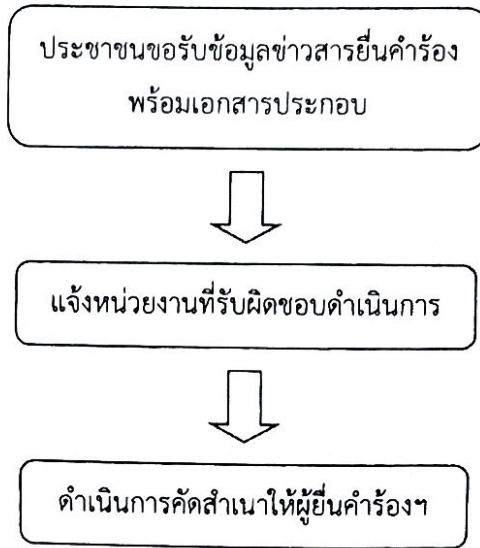 ประชาชนขอรับข้อมูลข่าวสารยื่นคำร้อง
พร้อมเอกสารประกอบ
แจ้งหน่วยงานที่รับผิดชอบดำเนินการ
ดำเนินการคัดสำเนาให้ผู้ยื่นคำร้องฯ